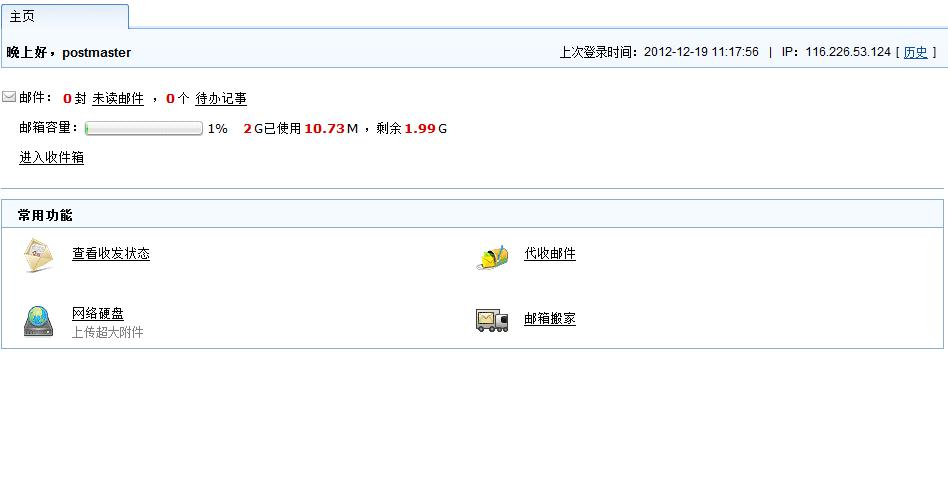 主页
晚上好，postmaster 上次登录时间：2012-12-19 11:17:56 | IP：116.226.53.124 [ 历史 ]
邮件： 0 封 未读邮件 ，0 个 待办记事
邮箱容量： 1% 2 G已使用 10.73 M ，剩余 1.99 G
进入收件箱
常用功能
查看收发状态 代收邮件
网络硬盘 邮箱搬家
上传超大附件